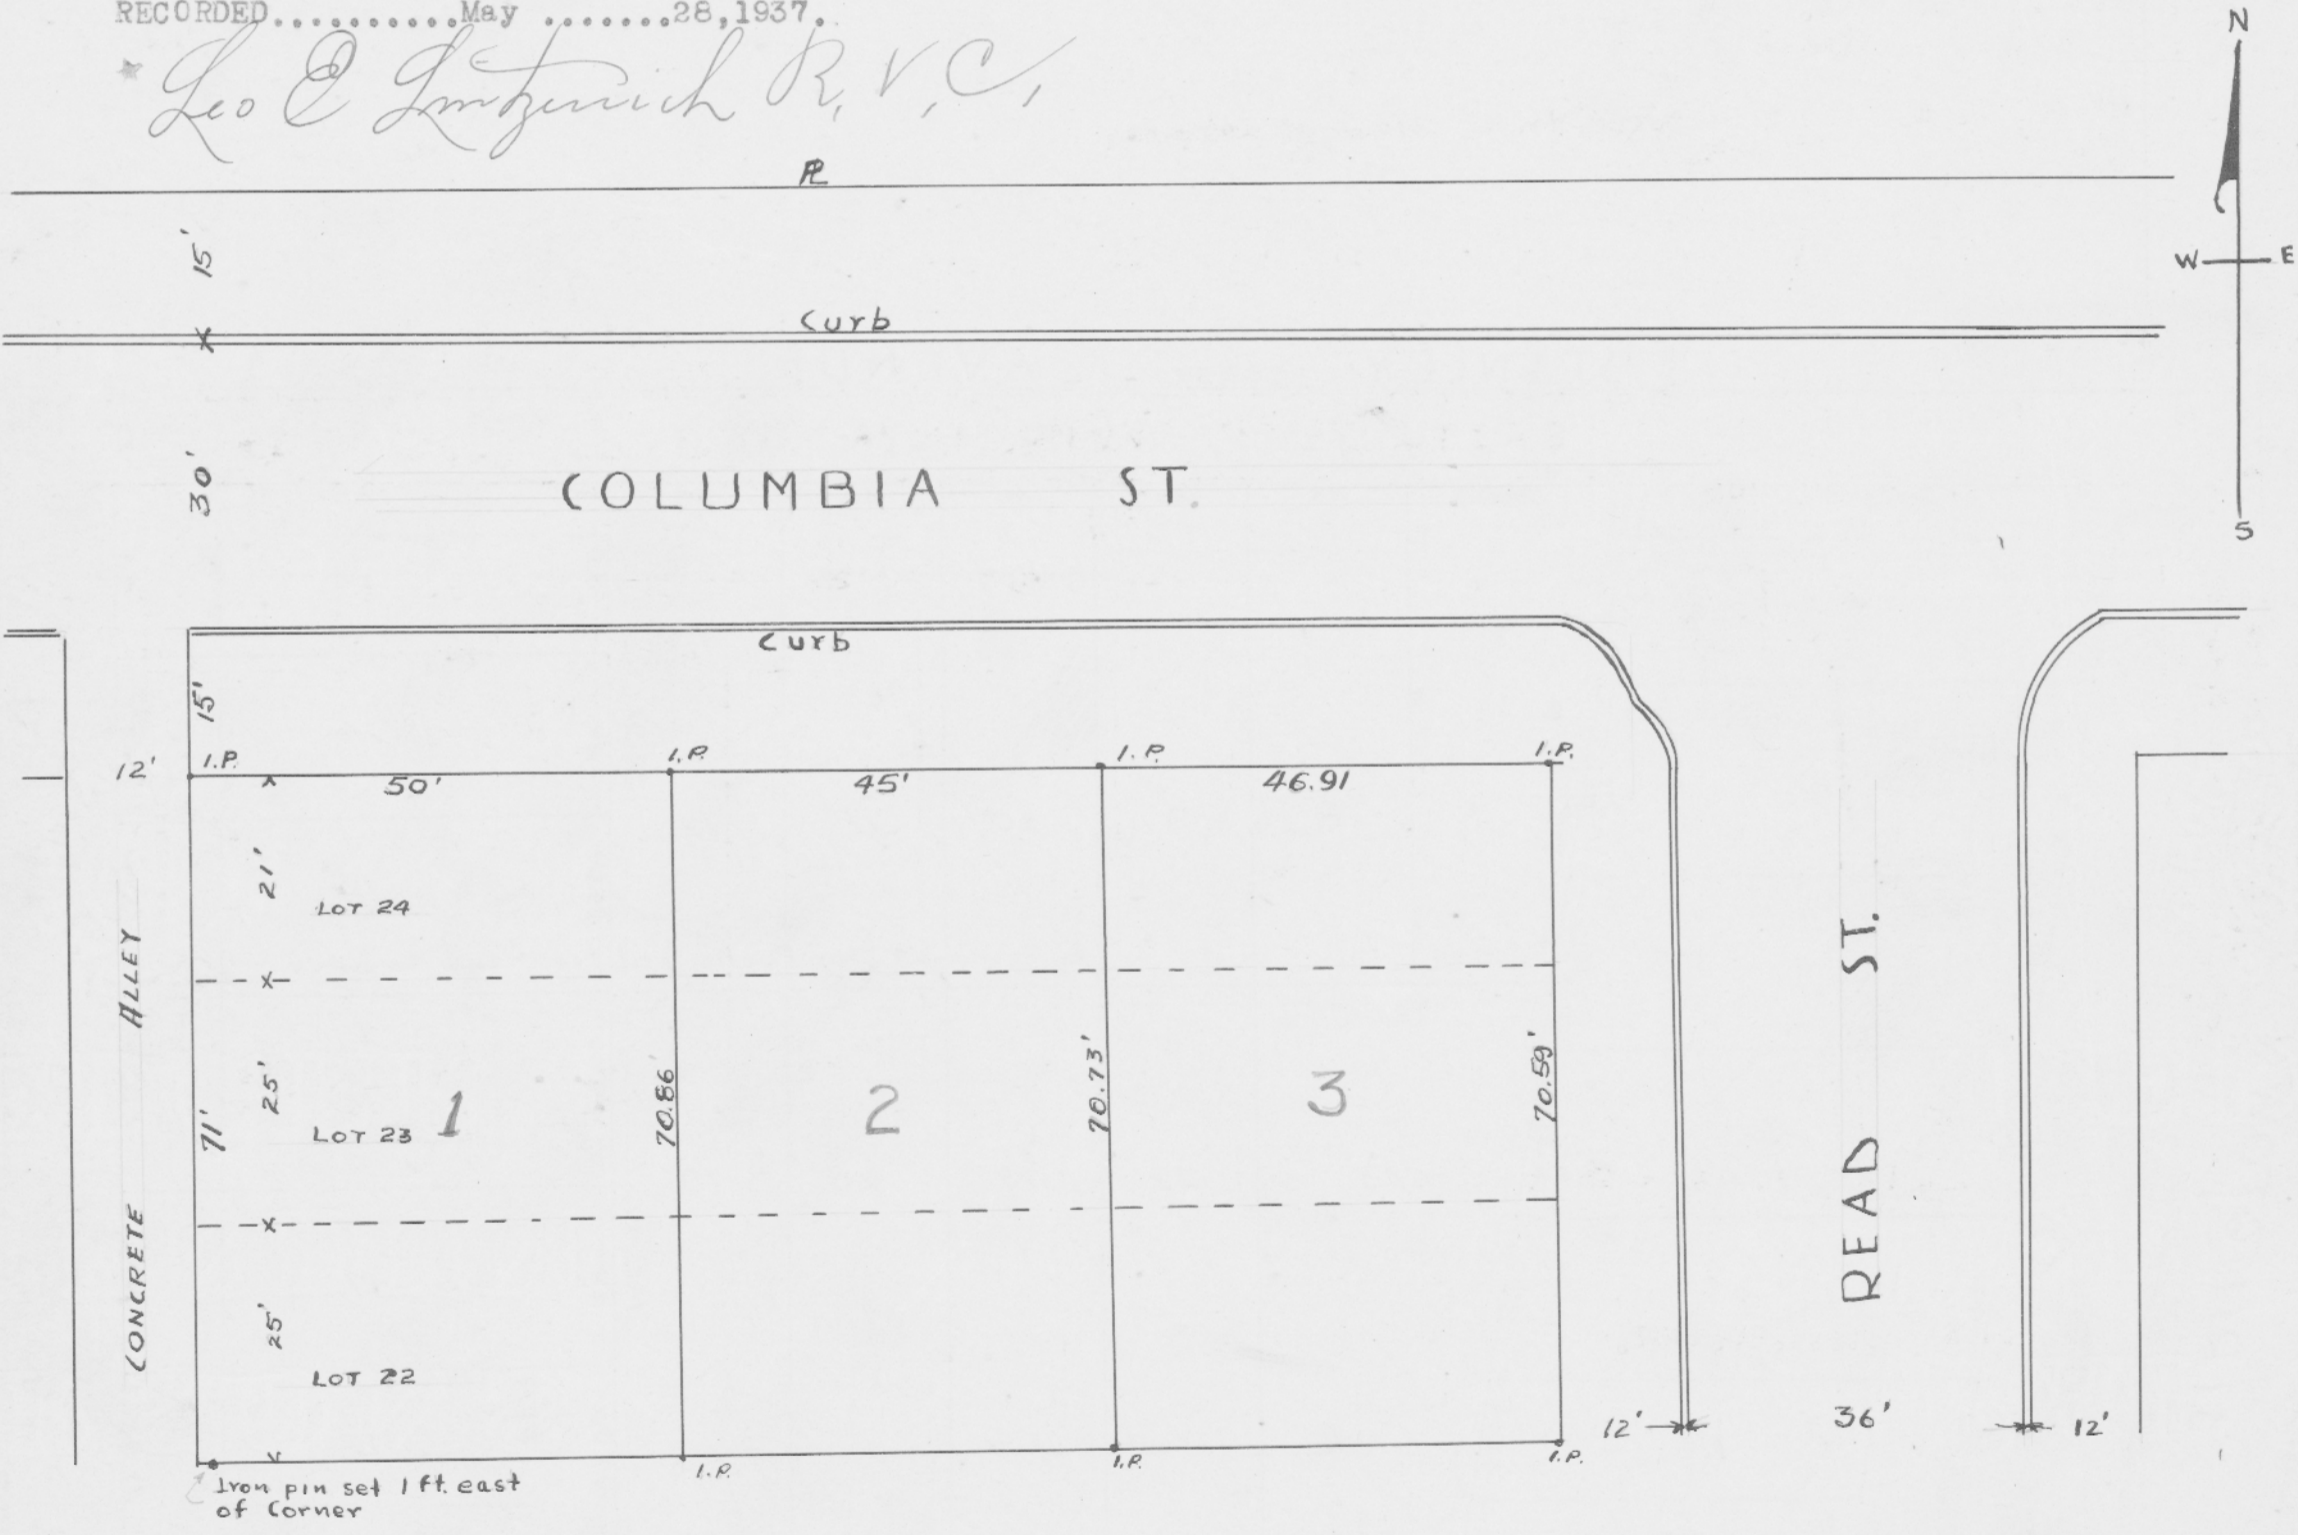 RECORDED..........May .......28,1937.
Leo R.V.C.
N
PL
15'
W E
Curb
30'
COLUMBIA ST.
S
Curb
15'
12'
I.P. I.P. I.P. I.P.
50' 45' 46.91
21'
LOT 24
CONCRETE ALLEY
71'
25'
LOT 23
1
70.86
2
70.73'
3
70.59'
READ ST.
25'
LOT 22
12' 36' 12'
I.P. I.P. I.P.
Iron pin set 1 ft. east
of Corner